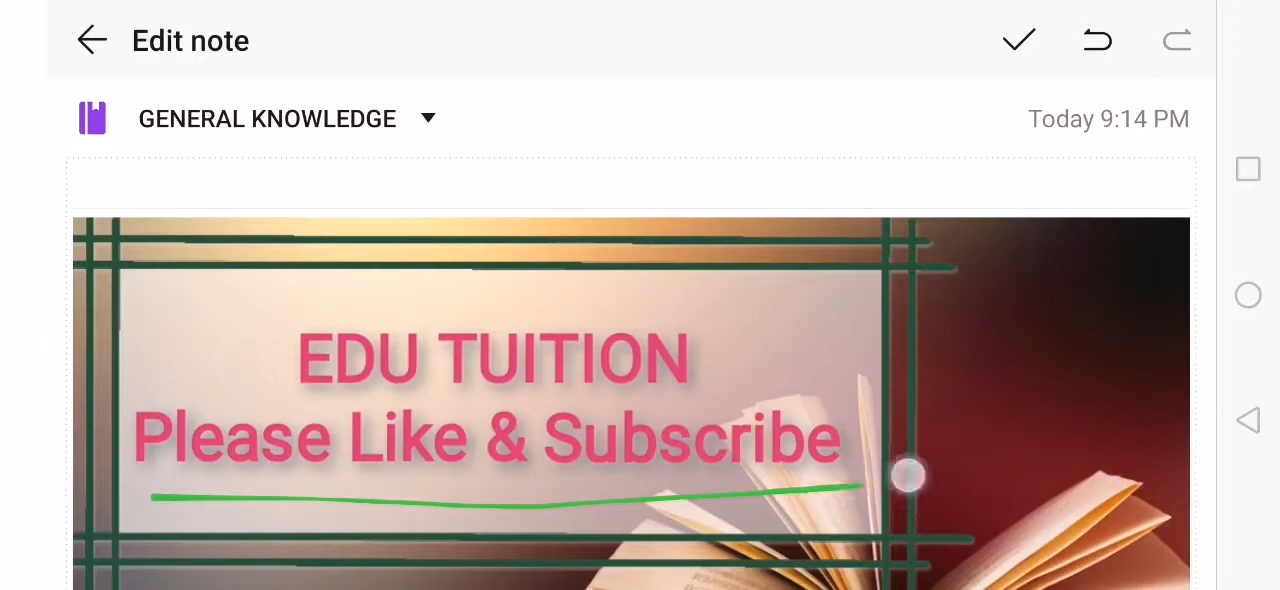 Edit note
GENERAL KNOWLEDGE
Today 9:14 PM
EDU TUITION
Please Like & Subscribe